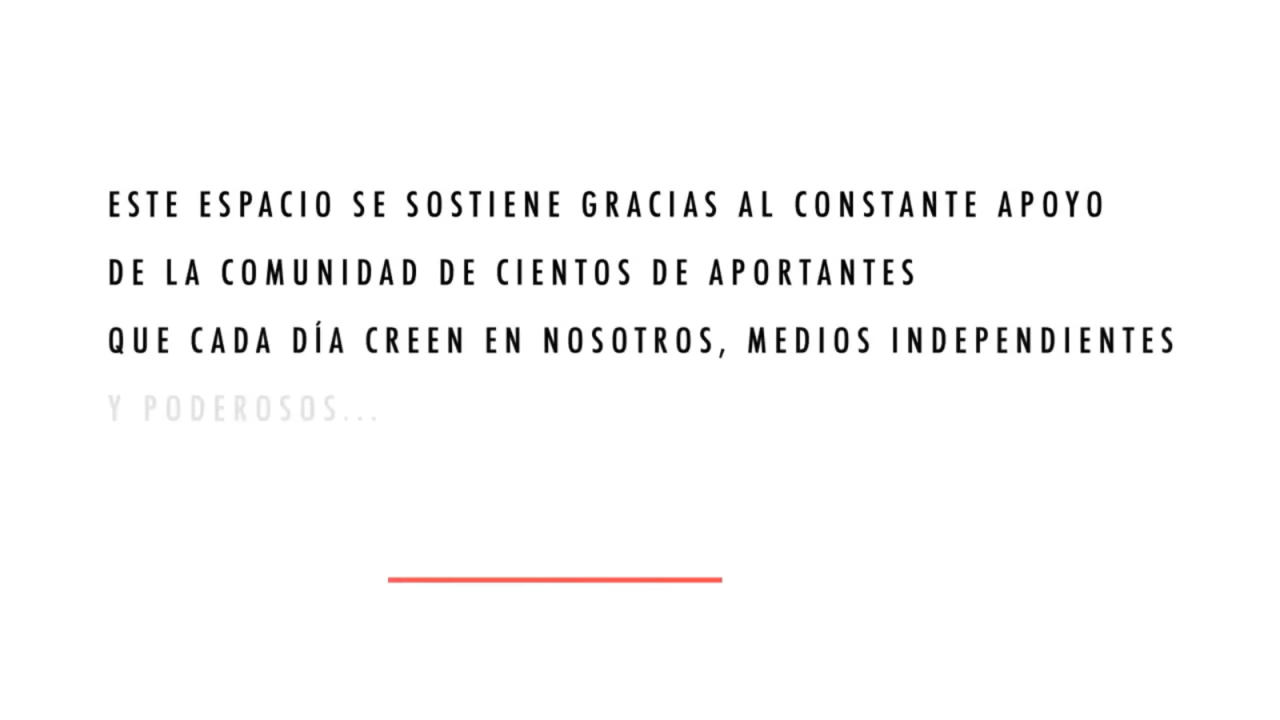 ESTE ESPACIO SE SOSTIENE GRACIAS AL CONSTANTE APOYO
DE LA COMUNIDAD DE CIENTOS DE APORTANTES
QUE CADA DÍA CREEN EN NOSOTROS, MEDIOS INDEPENDIENTES
Y PODEROSOS...